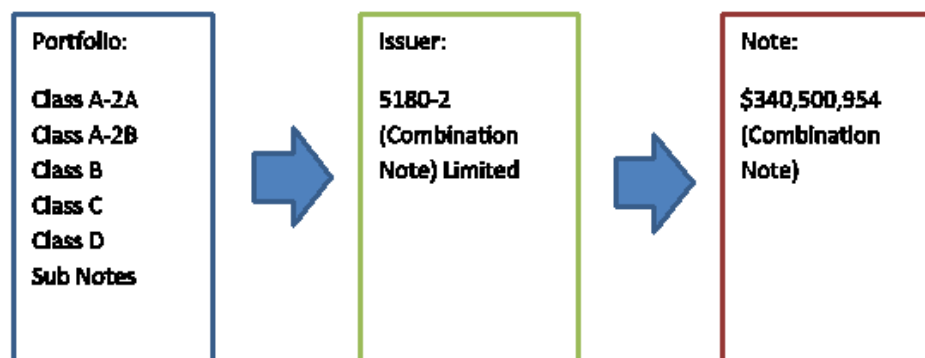 Portfolio:
Class A-2A
Class A-2B
Class B
Class C
Class D
Sub Notes
Issuer:
5180-2
(Combination
Note) Limited
Note:
$340,500,954
(Combination
Note)